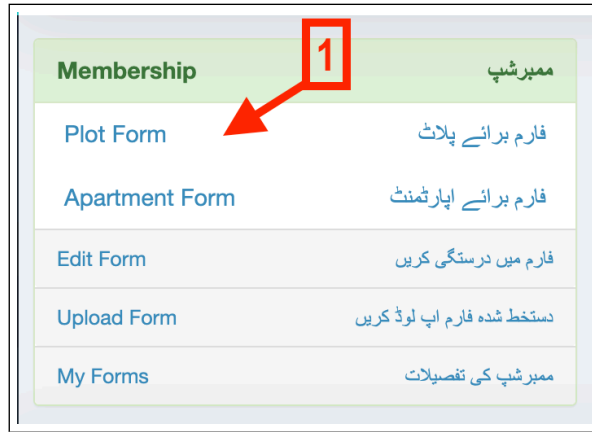 1
Membership ممبرشپ
Plot Form فارم برائے پلاٹ
Apartment Form فارم برائے اپارٹمنٹ
Edit Form فارم میں درستگی کریں
Upload Form دستخط شدہ فارم اپ لوڈ کریں
My Forms ممبرشپ کی تفصیلات